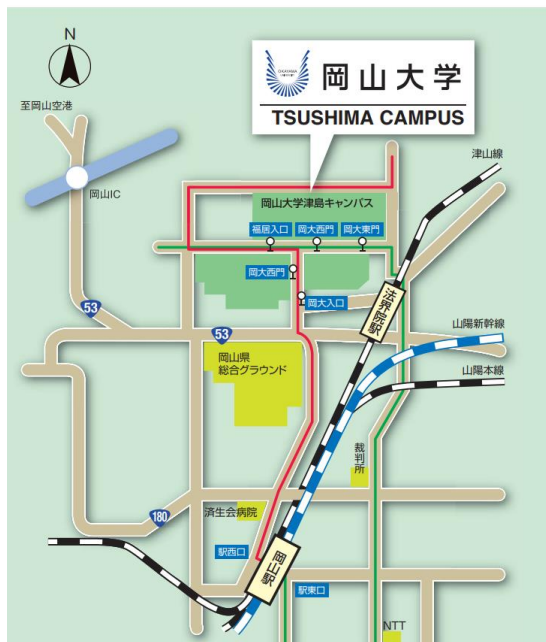 N
岡山大学
TSUSHIMA CAMPUS
至岡山空港
岡山IC
津山線
岡山大学津島キャンパス
福居入口
岡大西門
岡大東門
岡大西門
岡大入口
法界院駅
53
53
山陽新幹線
岡山県
総合グラウンド
山陽本線
裁判所
180
済生会病院
駅西口
岡山駅
駅東口
NTT